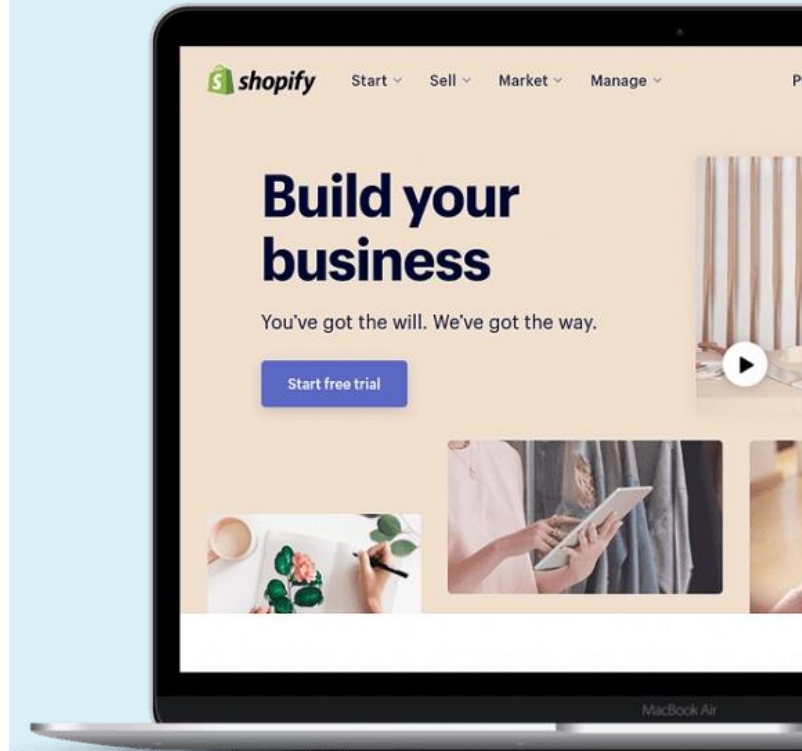 shopify Start Sell Market Manage
Build your
business
You've got the will. We've got the way.
Start free trial
MacBook Air